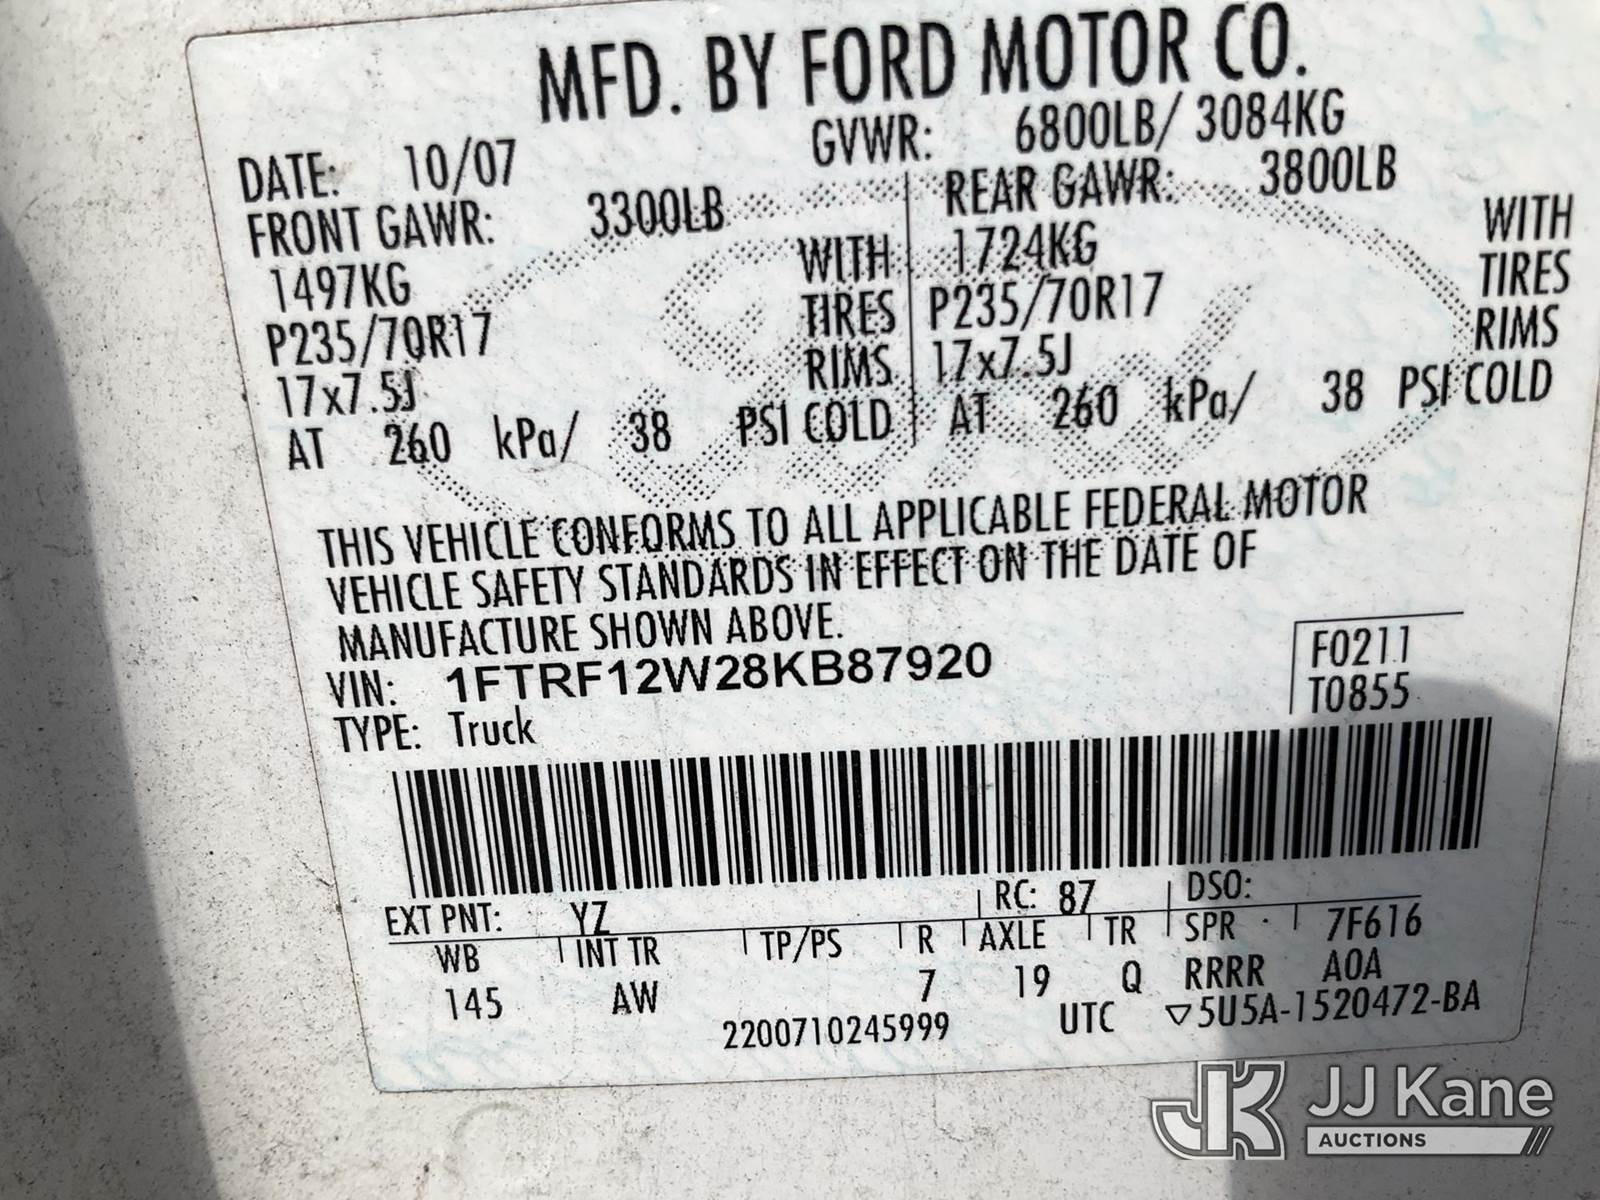 MFD. BY FORD MOTOR CO.
DATE: 10/07 GVWR: 6800LB/ 3084KG
FRONT GAWR: 3300LB REAR GAWR: 3800LB
1497KG WITH 1724KG WITH
P235/70R17 TIRES P235/70R17 TIRES
17x7.5J RIMS 17x7.5J RIMS
AT 260 kPa/ 38 PSI COLD AT 260 kPa/ 38 PSI COLD
THIS VEHICLE CONFORMS TO ALL APPLICABLE FEDERAL MOTOR
VEHICLE SAFETY STANDARDS IN EFFECT ON THE DATE OF
MANUFACTURE SHOWN ABOVE.
VIN: 1FTRF12W28KB87920
F0211
T0855
TYPE: Truck
EXT PNT: YZ RC: 87 DSO:
WB INT TR TP/PS R AXLE TR SPR 7F616
145 AW 7 19 Q RRRR A0A
2200710245999 UTC ▽5U5A-1520472-BA
JK JJ Kane
AUCTIONS